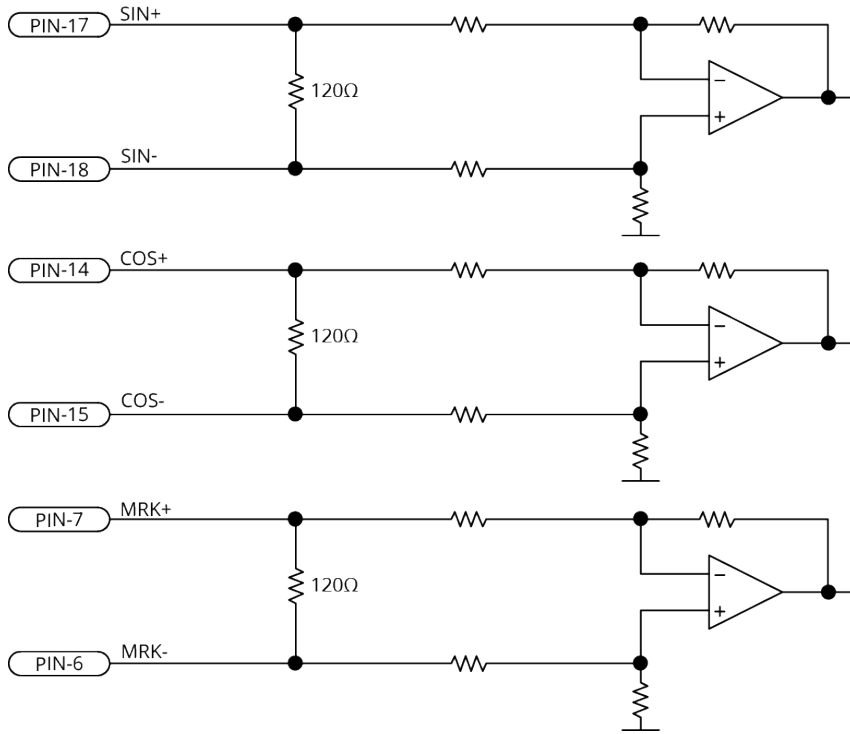 SIN+
PIN-17
120Ω
−
+
SIN-
PIN-18
COS+
PIN-14
120Ω
−
+
COS-
PIN-15
MRK+
PIN-7
120Ω
−
+
MRK-
PIN-6